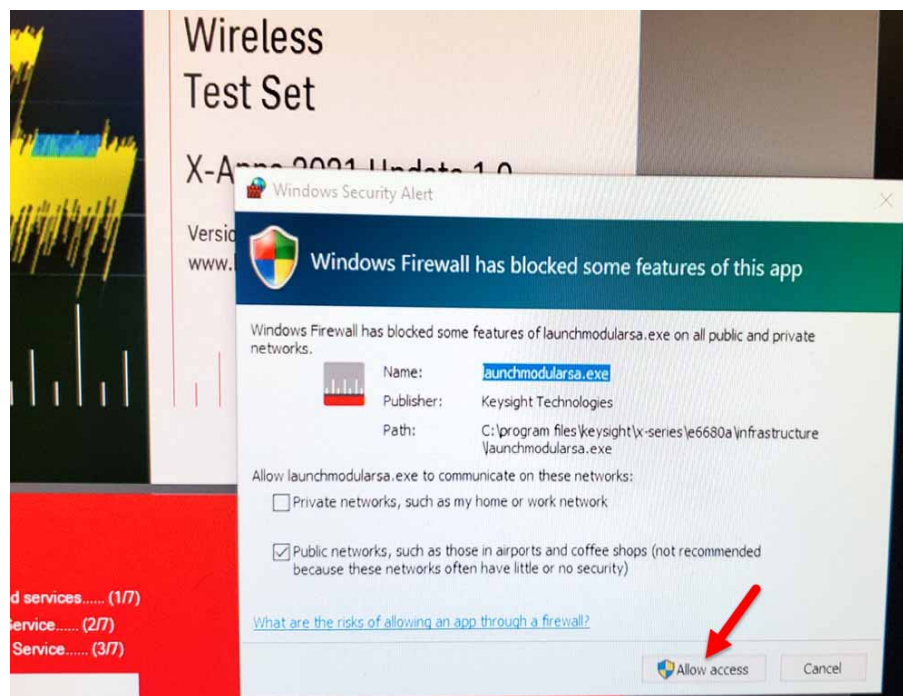 Wireless
Test Set
Windows Security Alert
Windows Firewall has blocked some features of this app
Windows Firewall has blocked some features of launchmodularsa.exe on all public and private
networks.
Name: launchmodularsa.exe
Publisher: Keysight Technologies
Path: C:\program files\keysight\x-series\e6680a\infrastructure
\launchmodularsa.exe
Allow launchmodularsa.exe to communicate on these networks:
Private networks, such as my home or work network
Public networks, such as those in airports and coffee shops (not recommended
because these networks often have little or no security)
What are the risks of allowing an app through a firewall?
Allow access
Cancel
d services...... (1/7)
ervice...... (2/7)
Service...... (3/7)